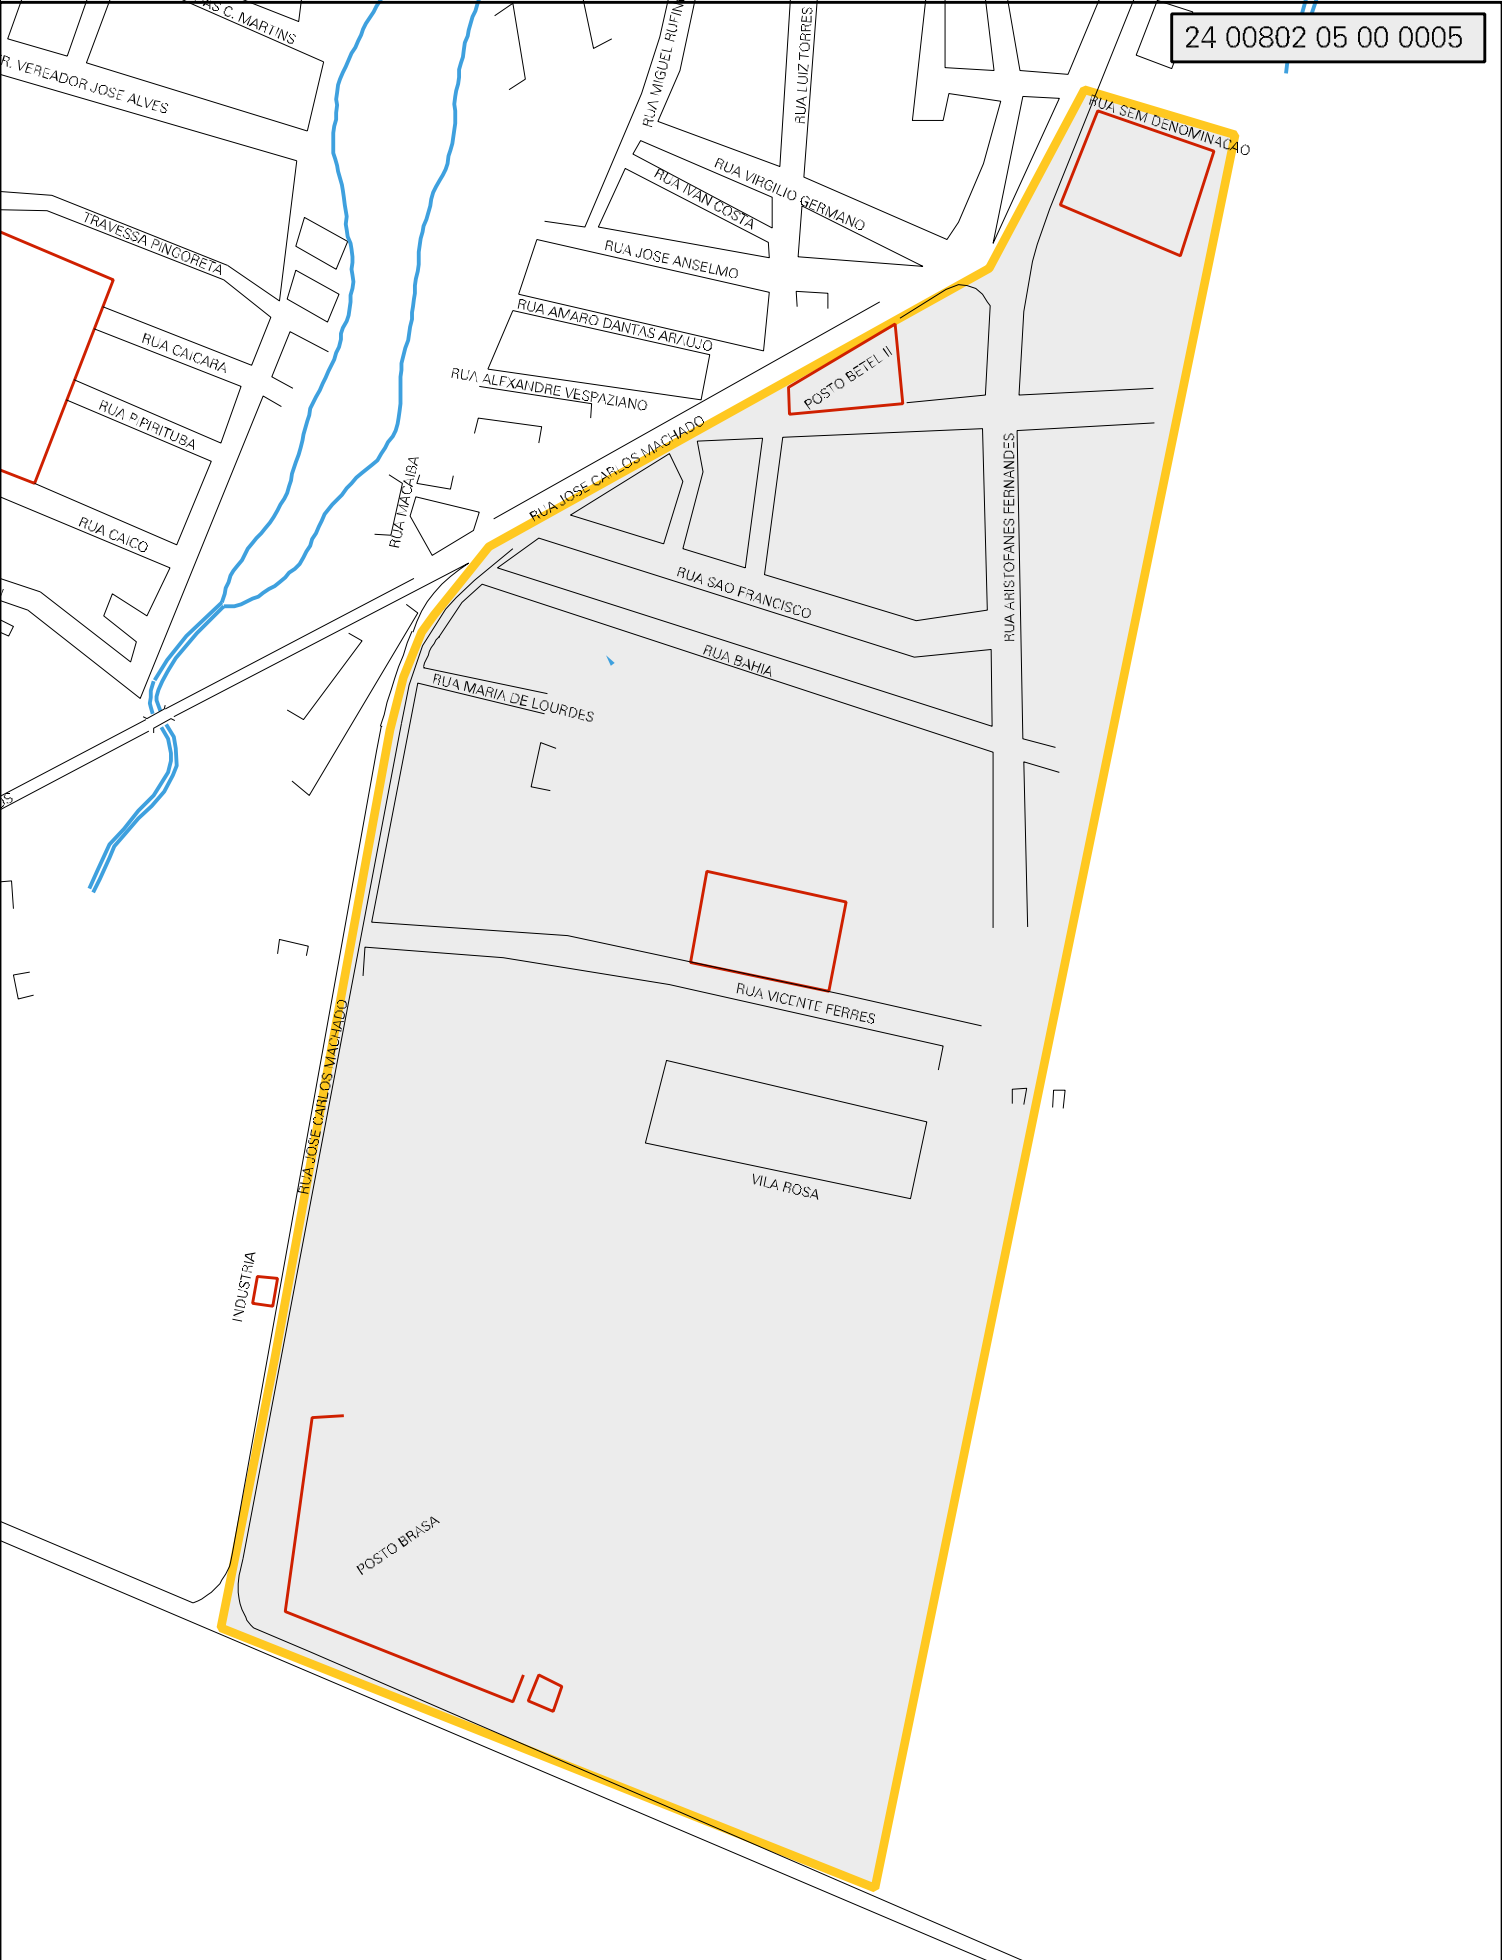 24 00802 05 00 0005
C. MARTINS
R. VEREADOR JOSE ALVES
RUA MIGUEL RUFIN
RUA LUIZ TORRES
RUA SEM DENOMINACAO
RUA VIRGILIO GERMANO
RUA IVAN COSTA
TRAVESSA PINGORETA
RUA JOSE ANSELMO
RUA AMARO DANTAS ARAUJO
RUA CAICARA
POSTO BETEL II
RUA ALEXANDRE VESPAZIANO
RUA PIPIRITUBA
RUA JOSE CARLOS MACHADO
RUA MACAIBA
RUA CAICO
RUA ARISTOFANES FERNANDES
RUA SAO FRANCISCO
RUA BAHIA
RUA MARIA DE LOURDES
RUA VICENTE FERRES
RUA JOSE CARLOS MACHADO
VILA ROSA
INDUSTRIA
POSTO BRASA